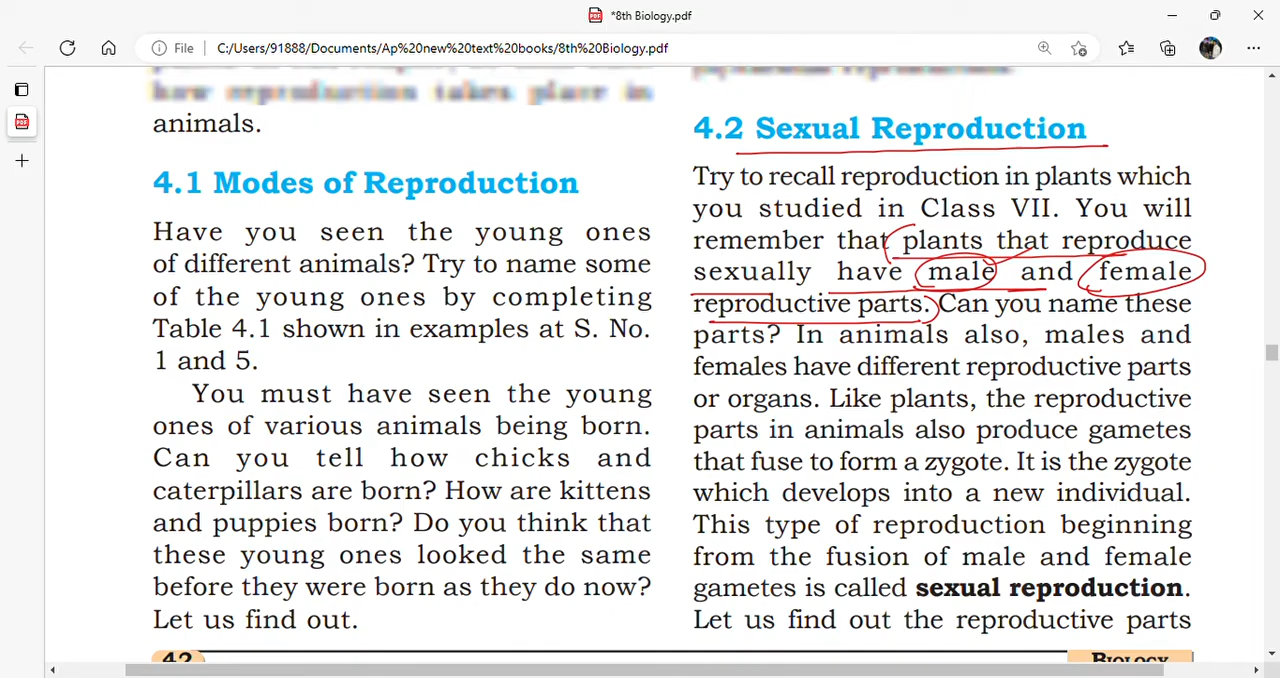 *8th Biology.pdf
File
C:/Users/91888/Documents/Ap%20new%20text%20books/8th%20Biology.pdf
how reproduction takes place in
animals.
4.1 Modes of Reproduction
Have you seen the young ones
of different animals? Try to name some
of the young ones by completing
Table 4.1 shown in examples at S. No.
1 and 5.
You must have seen the young
ones of various animals being born.
Can you tell how chicks and
caterpillars are born? How are kittens
and puppies born? Do you think that
these young ones looked the same
before they were born as they do now?
Let us find out.
42
4.2 Sexual Reproduction
Try to recall reproduction in plants which
you studied in Class VII. You will
remember that plants that reproduce
sexually have male and female
reproductive parts. Can you name these
parts? In animals also, males and
females have different reproductive parts
or organs. Like plants, the reproductive
parts in animals also produce gametes
that fuse to form a zygote. It is the zygote
which develops into a new individual.
This type of reproduction beginning
from the fusion of male and female
gametes is called sexual reproduction.
Let us find out the reproductive parts
Biology